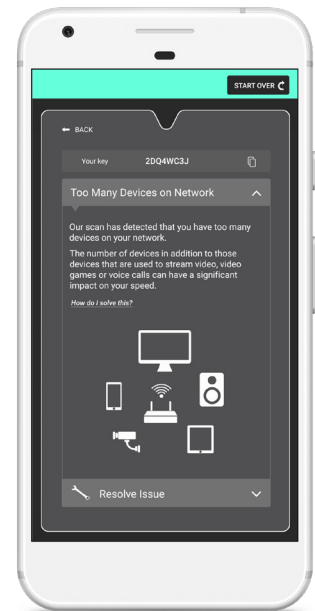 START OVER
BACK
Your key 2DQ4WC3J
Too Many Devices on Network
Our scan has detected that you have too many
devices on your network.
The number of devices in addition to those
devices that are used to stream video, video
games or voice calls can have a significant
impact on your speed.
How do I solve this?
Resolve Issue